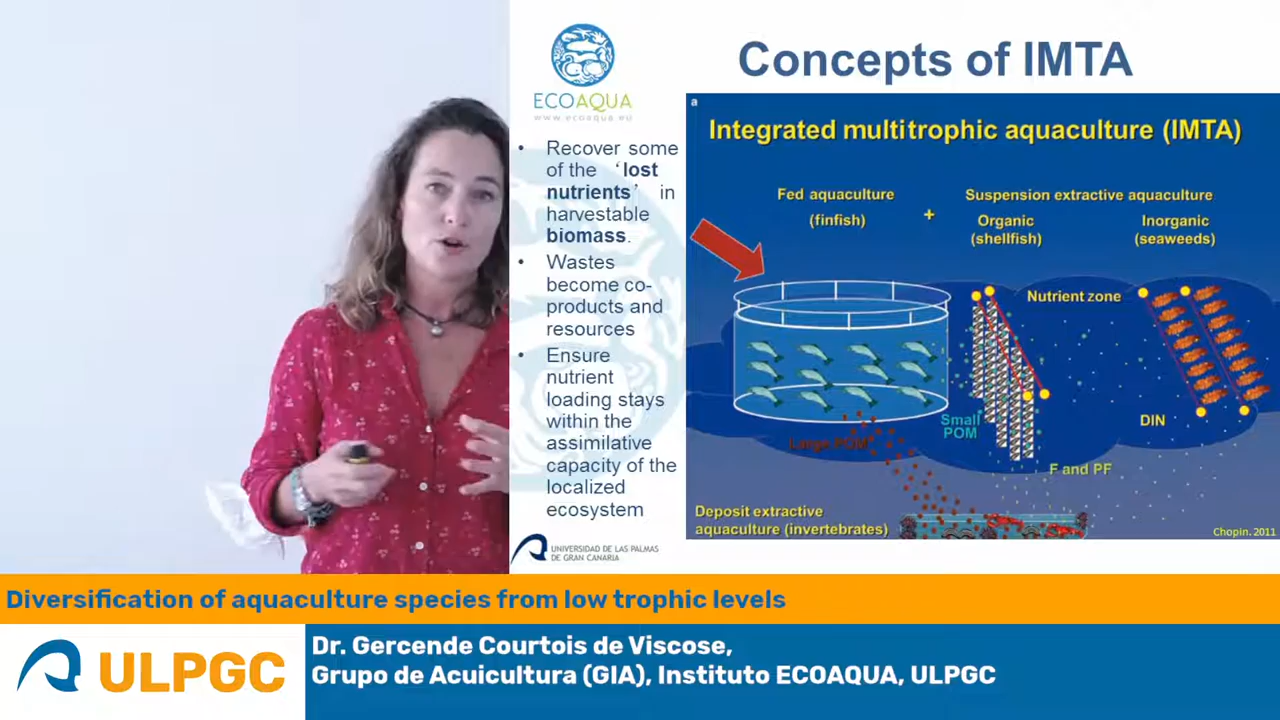 ECOAQUA
www.ecoaqua.eu
Concepts of IMTA
• Recover some
of the 'lost
nutrients' in
harvestable
biomass.
• Wastes
become co-
products and
resources
• Ensure
nutrient
loading stays
within the
assimilative
capacity of the
localized
ecosystem
UNIVERSIDAD DE LAS PALMAS
DE GRAN CANARIA
a
Integrated multitrophic aquaculture (IMTA)
Fed aquaculture
(finfish)
+
Suspension extractive aquaculture
Organic
(shellfish)
Inorganic
(seaweeds)
Nutrient zone
Small
POM
Large POM
DIN
F and PF
Deposit extractive
aquaculture (invertebrates)
Chopin. 2011
Diversification of aquaculture species from low trophic levels
ULPGC
Dr. Gercende Courtois de Viscose,
Grupo de Acuicultura (GIA), Instituto ECOAQUA, ULPGC